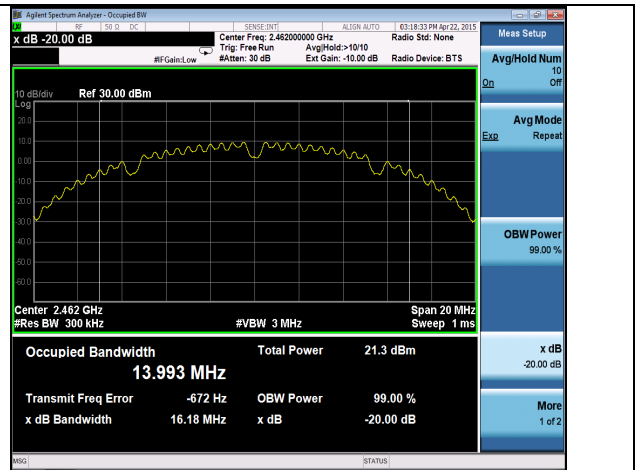 Agilent Spectrum Analyzer - Occupied BW
RF 50 Ω DC SENSE:INT ALIGN AUTO 03:18:33 PM Apr 22, 2015
x dB -20.00 dB
Center Freq: 2.462000000 GHz
Radio Std: None
Trig: Free Run Avg|Hold:>10/10
#IFGain:Low #Atten: 30 dB Ext Gain: -10.00 dB Radio Device: BTS
10 dB/div Ref 30.00 dBm
Log
20.0
10.0
0.00
-10.0
-20.0
-30.0
-40.0
-50.0
-60.0
Center 2.462 GHz Span 20 MHz
#Res BW 300 kHz #VBW 3 MHz Sweep 1 ms
Occupied Bandwidth Total Power 21.3 dBm
13.993 MHz
Transmit Freq Error -672 Hz OBW Power 99.00 %
x dB Bandwidth 16.18 MHz x dB -20.00 dB
MSG STATUS
Meas Setup
Avg/Hold Num
10
On Off
Avg Mode
Exp Repeat
OBW Power
99.00 %
x dB
-20.00 dB
More
1 of 2